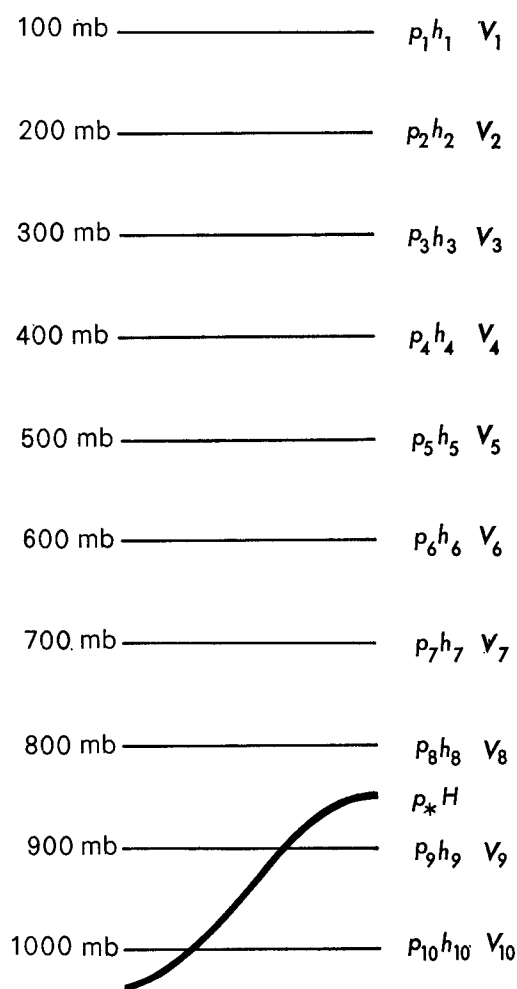 100 mb p₁h₁ V₁
200 mb p₂h₂ V₂
300 mb p₃h₃ V₃
400 mb p₄h₄ V₄
500 mb p₅h₅ V₅
600 mb p₆h₆ V₆
700 mb p₇h₇ V₇
800 mb p₈h₈ V₈
p* H
900 mb p₉h₉ V₉
1000 mb p₁₀h₁₀ V₁₀